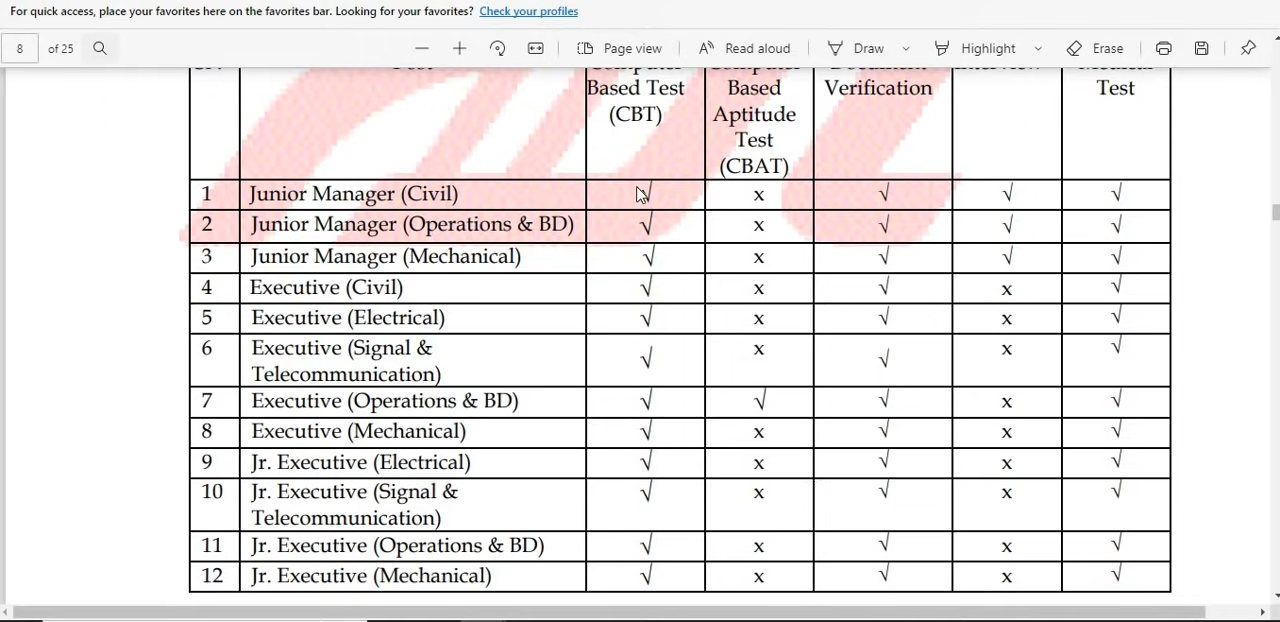 For quick access, place your favorites here on the favorites bar. Looking for your favorites? Check your profiles
8 of 25 Page view Read aloud Draw Highlight Erase
Based Test (CBT)
Based Aptitude Test (CBAT)
Verification
Test
1 Junior Manager (Civil) √ x √ √ √
2 Junior Manager (Operations & BD) √ x √ √ √
3 Junior Manager (Mechanical) √ x √ √ √
4 Executive (Civil) √ x √ x √
5 Executive (Electrical) √ x √ x √
6 Executive (Signal & √ x √ x √
Telecommunication)
7 Executive (Operations & BD) √ √ √ x √
8 Executive (Mechanical) √ x √ x √
9 Jr. Executive (Electrical) √ x √ x √
10 Jr. Executive (Signal & √ x √ x √
Telecommunication)
11 Jr. Executive (Operations & BD) √ x √ x √
12 Jr. Executive (Mechanical) √ x √ x √